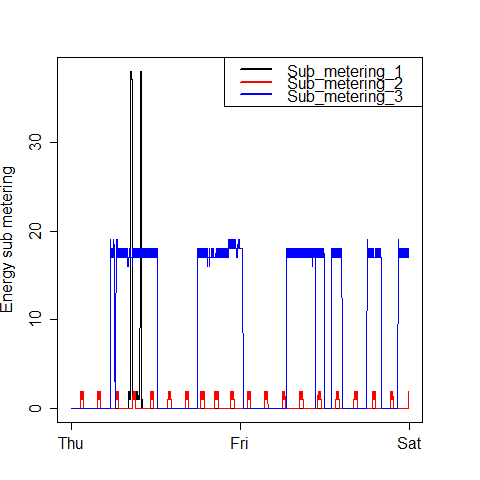 Sub_metering_1
Sub_metering_2
Sub_metering_3
Energy sub metering
30
20
10
0
Thu Fri Sat